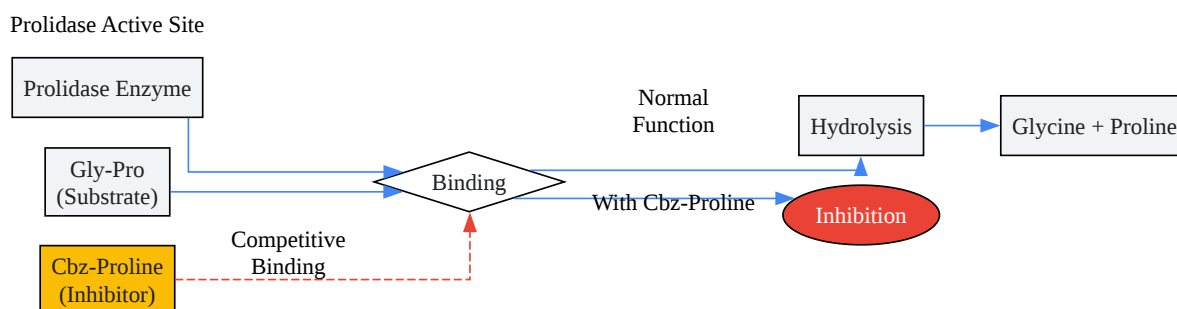 Prolidase Active Site
Prolidase Enzyme
Gly-Pro
(Substrate)
Cbz-Proline
(Inhibitor)
Competitive
Binding
Binding
Normal
Function
With Cbz-Proline
Hydrolysis
Inhibition
Glycine + Proline